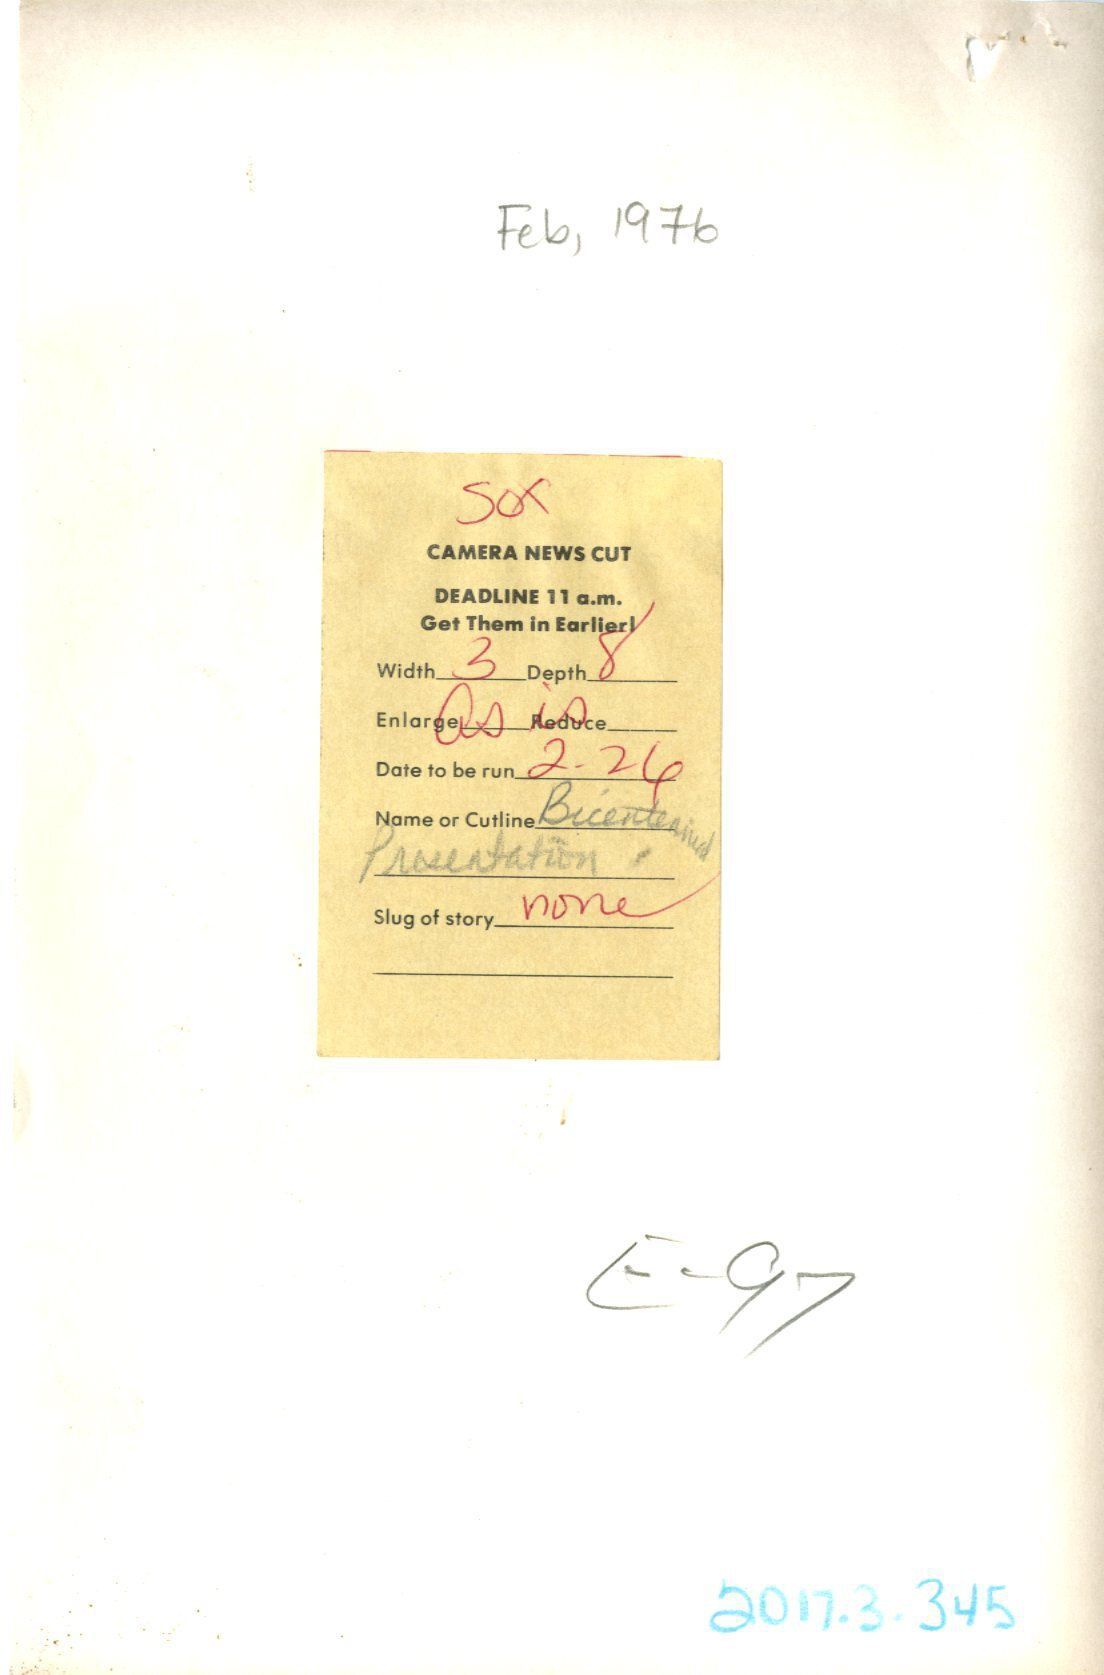 Feb, 1976
SOX
CAMERA NEWS CUT
DEADLINE 11 a.m.
Get Them in Earlier!
Width 3 Depth 8
Enlarge As is Reduce
Date to be run 2-26
Name or Cutline Bicentennial
Presentation
Slug of story none
2017.3.345